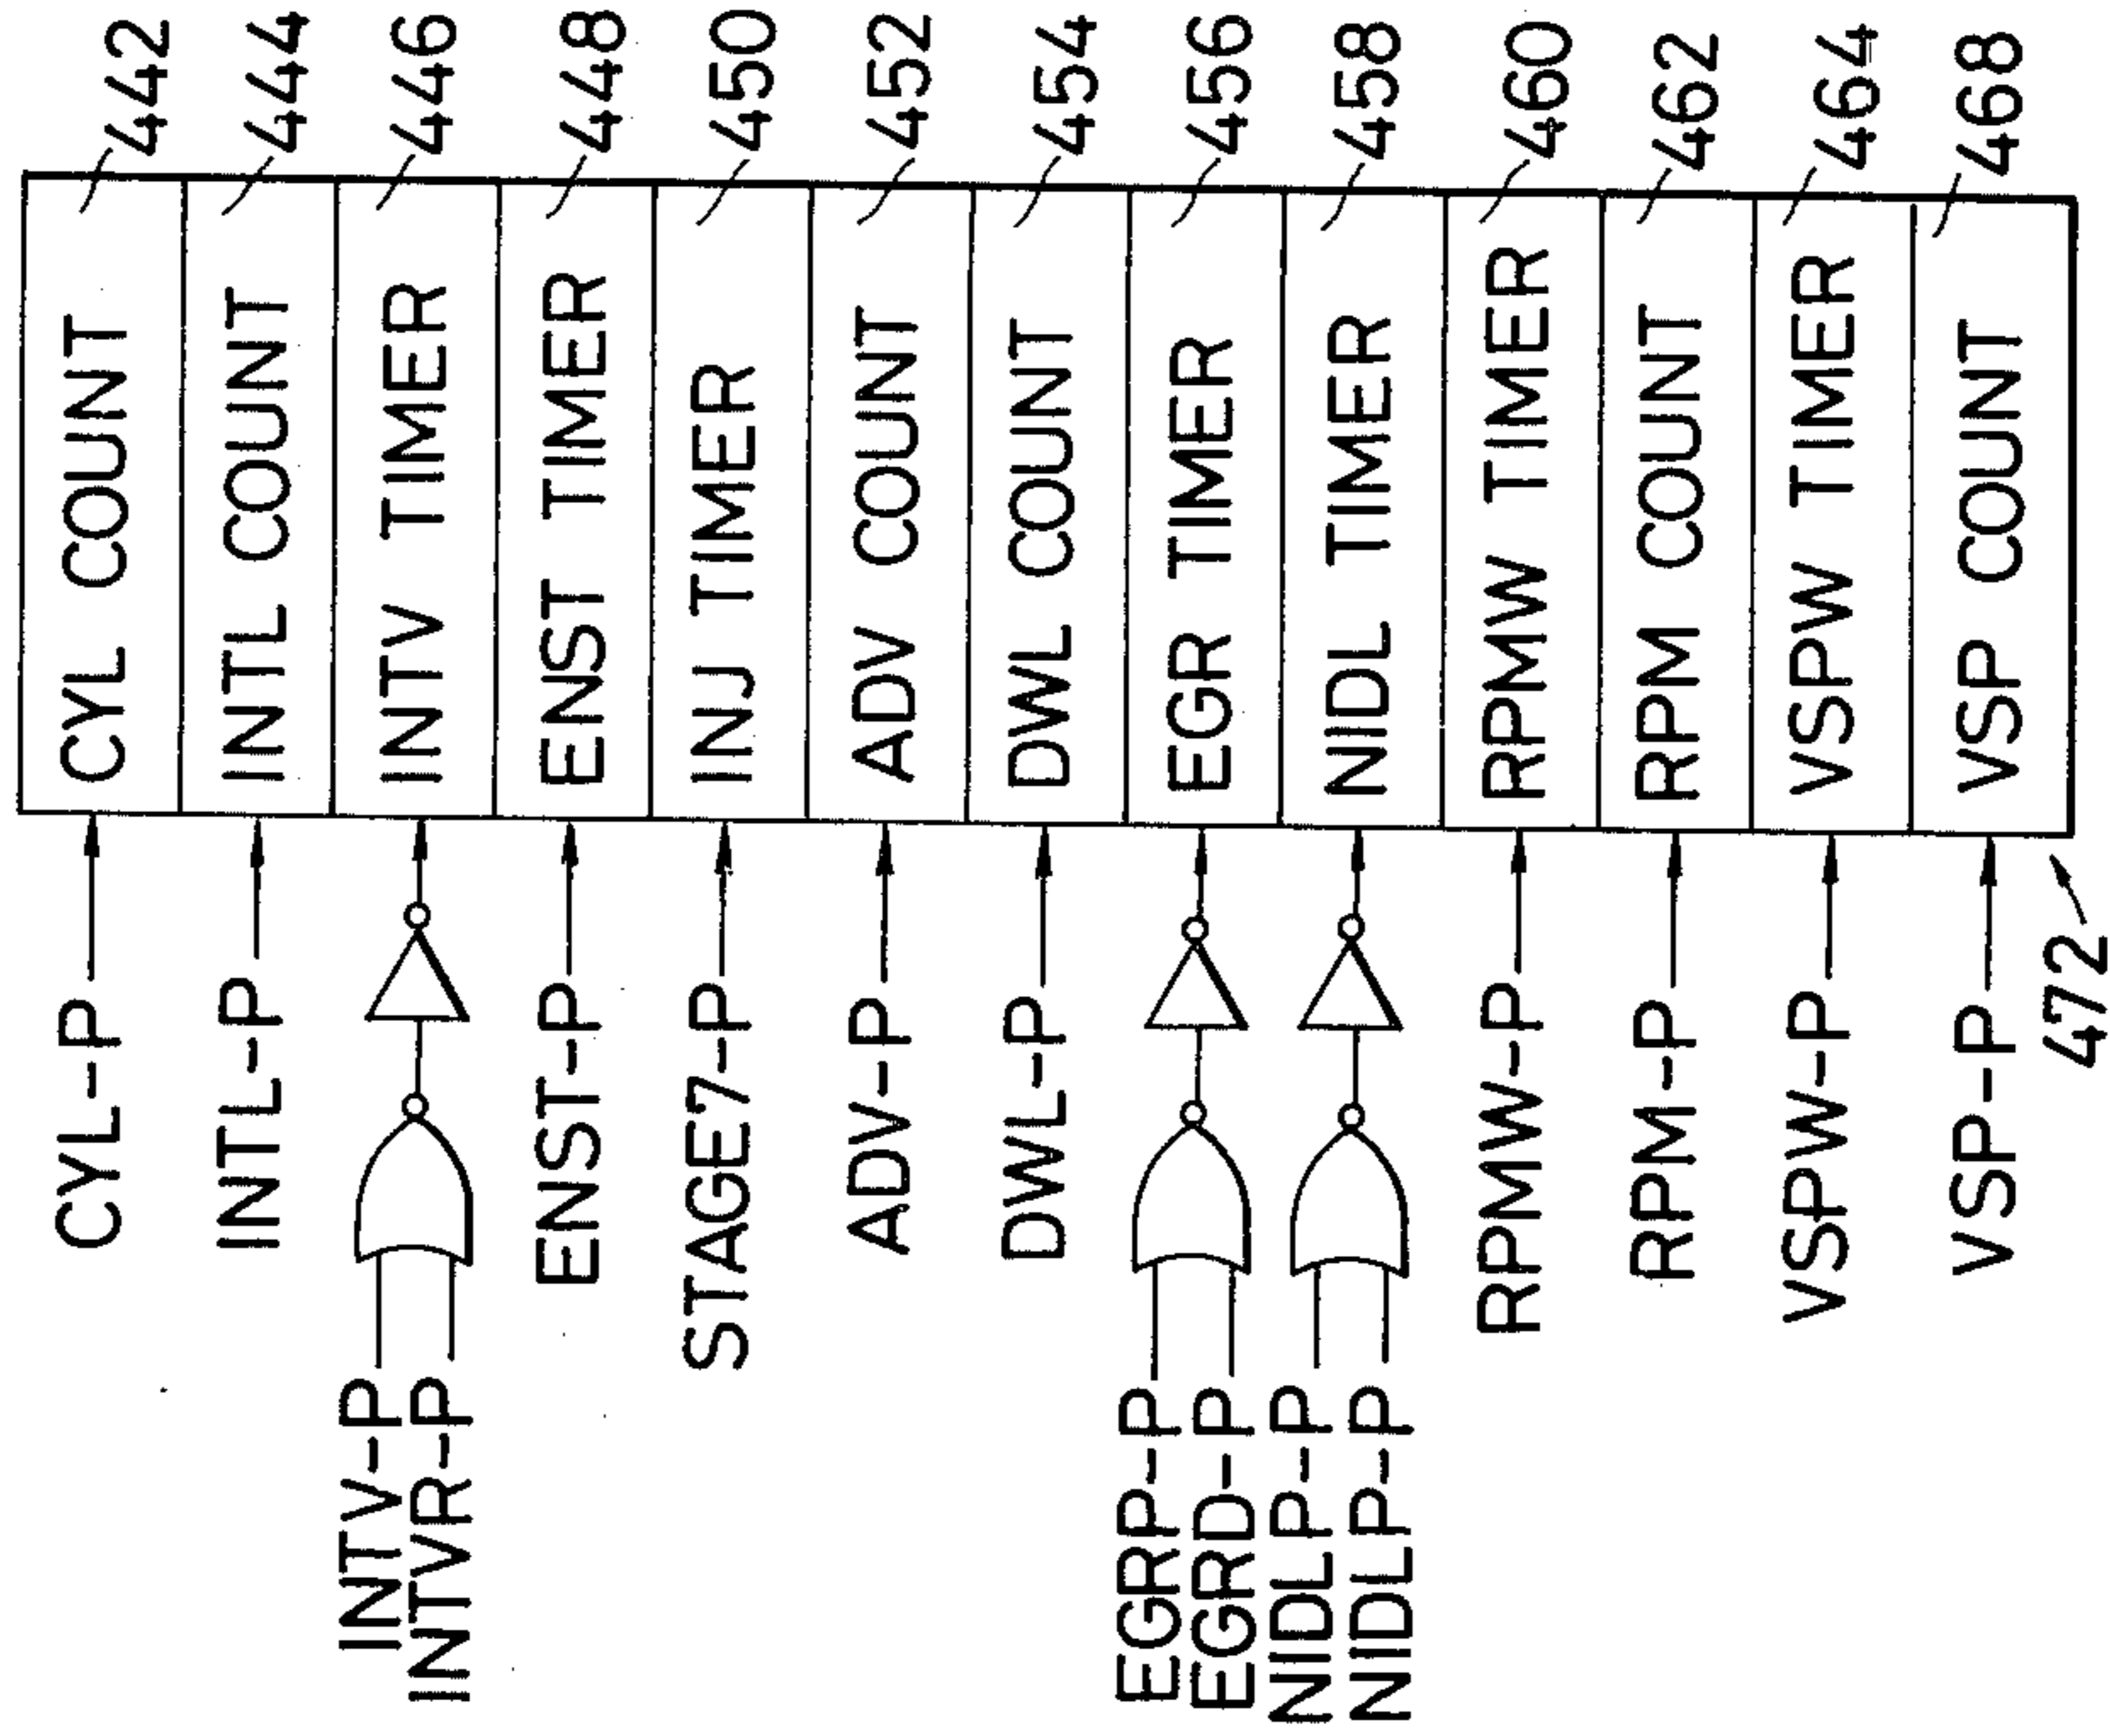 CYL-P
CYL COUNT
442
INTL-P
INTL COUNT
444
INTV-P
INTVR-P
INTV TIMER
446
ENST-P
ENST TIMER
448
STAGE7-P
INJ TIMER
450
ADV-P
ADV COUNT
452
DWL-P
DWL COUNT
454
EGRP-P
EGRD-P
EGR TIMER
456
NIDLP-P
NIDLP-P
NIDL TIMER
458
RPMW-P
RPMW TIMER
460
RPM-P
RPM COUNT
462
VSPW-P
VSPW TIMER
464
VSP-P
VSP COUNT
468
472